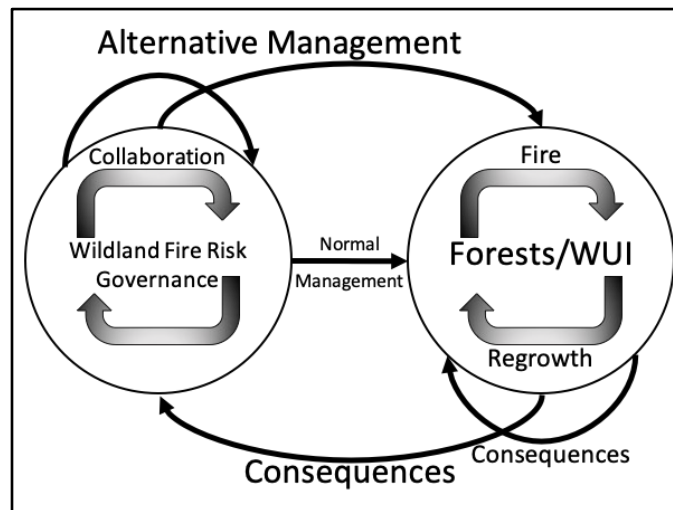 Alternative Management
Collaboration
Wildland Fire Risk
Governance
Normal
Management
Fire
Forests/WUI
Regrowth
Consequences
Consequences